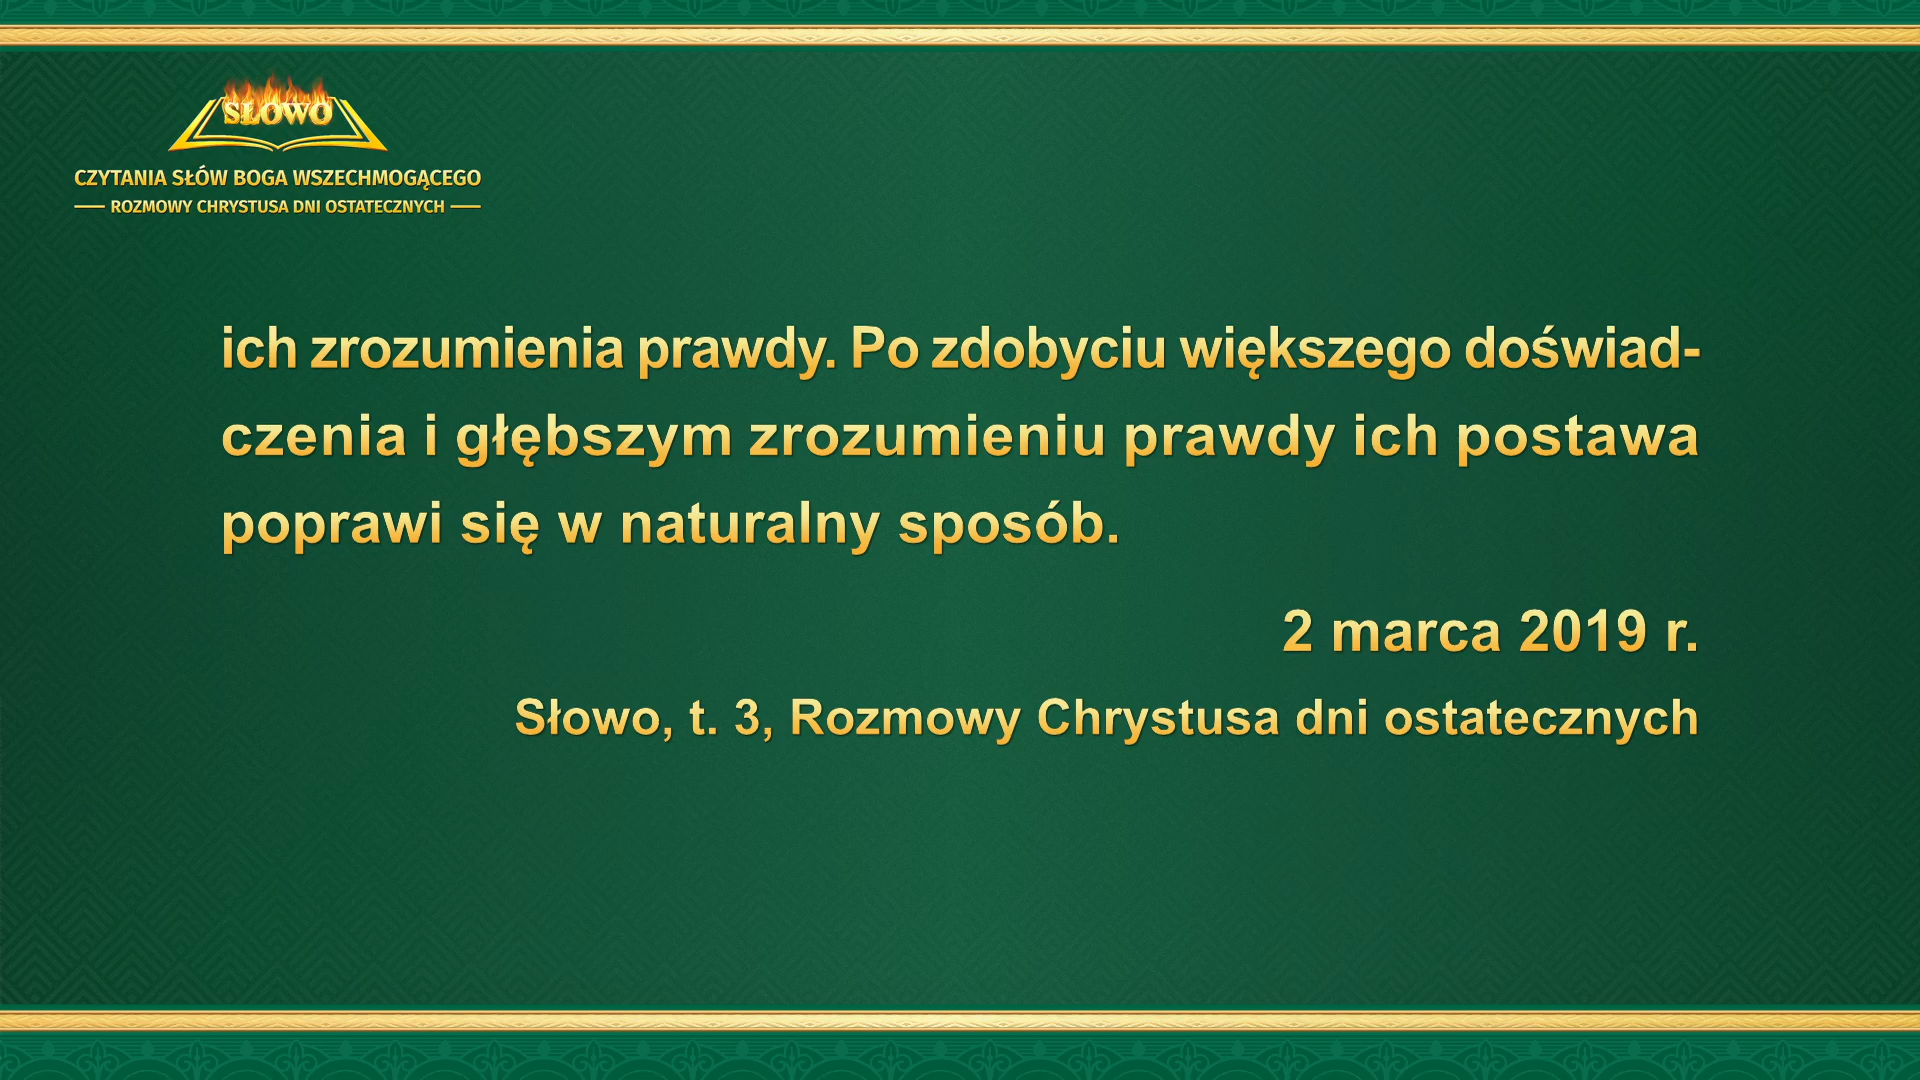 SŁOWO
CZYTANIA SŁÓW BOGA WSZECHMOGĄCEGO
ROZMOWY CHRYSTUSA DNI OSTATECZNYCH
ich zrozumienia prawdy. Po zdobyciu większego doświad-
czenia i głębszym zrozumieniu prawdy ich postawa
poprawi się w naturalny sposób.
2 marca 2019 r.
Słowo, t. 3, Rozmowy Chrystusa dni ostatecznych